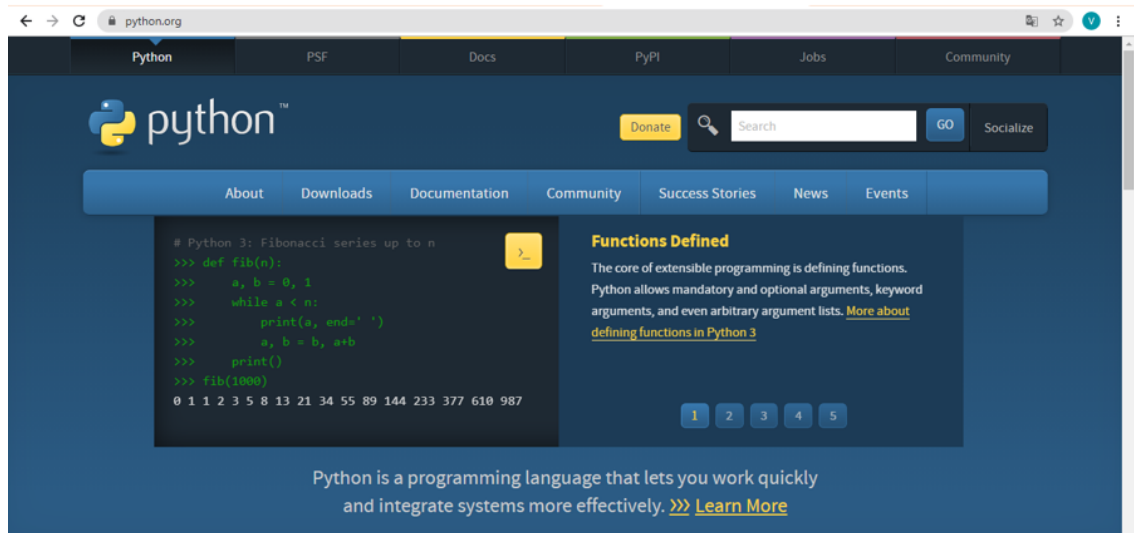 python.org
V
Python PSF Docs PyPI Jobs Community
python™
Donate Search GO Socialize
About Downloads Documentation Community Success Stories News Events
# Python 3: Fibonacci series up to n
>>> def fib(n):
>>>     a, b = 0, 1
>>>     while a < n:
>>>         print(a, end=' ')
>>>         a, b = b, a+b
>>>     print()
>>> fib(1000)
0 1 1 2 3 5 8 13 21 34 55 89 144 233 377 610 987
>_
Functions Defined
The core of extensible programming is defining functions.
Python allows mandatory and optional arguments, keyword
arguments, and even arbitrary argument lists. More about
defining functions in Python 3
1 2 3 4 5
Python is a programming language that lets you work quickly
and integrate systems more effectively. >>> Learn More